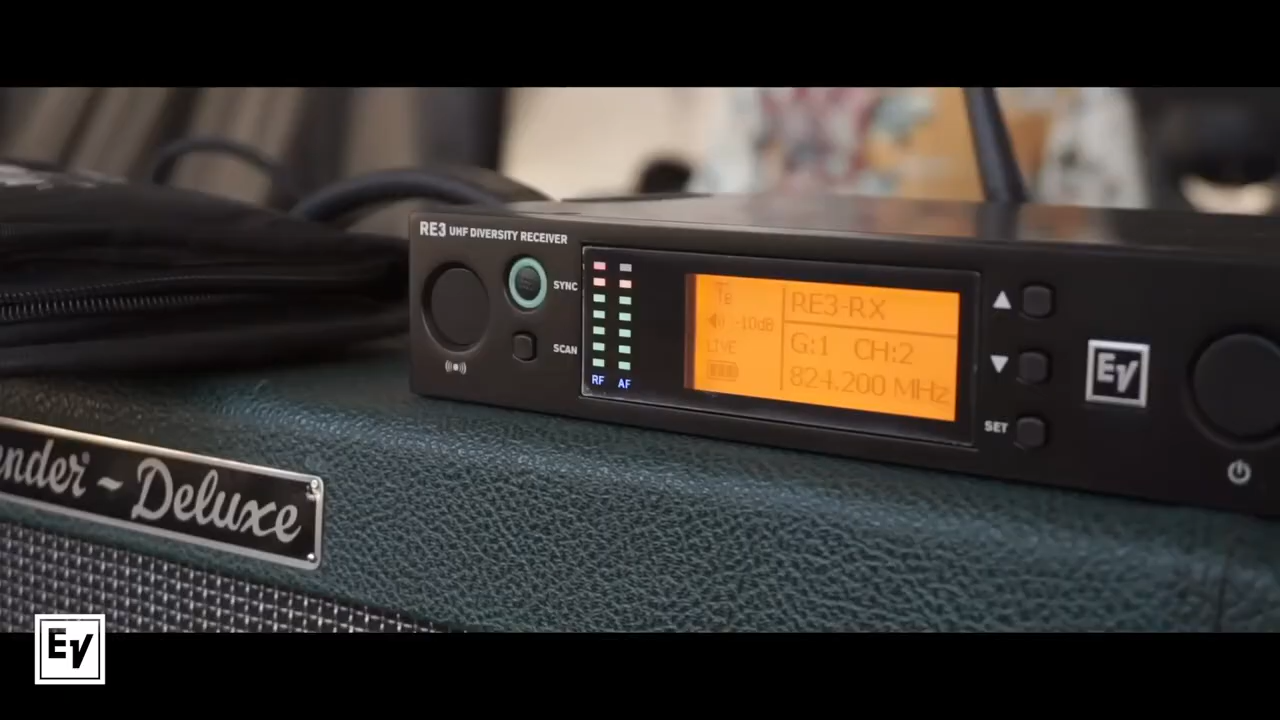 RE3 UHF DIVERSITY RECEIVER
SYNC
SCAN
RF AF
-10dB
LIVE
RE3-RX
G:1 CH:2
824.200 MHz
SET
EV
nder - Deluxe
EV